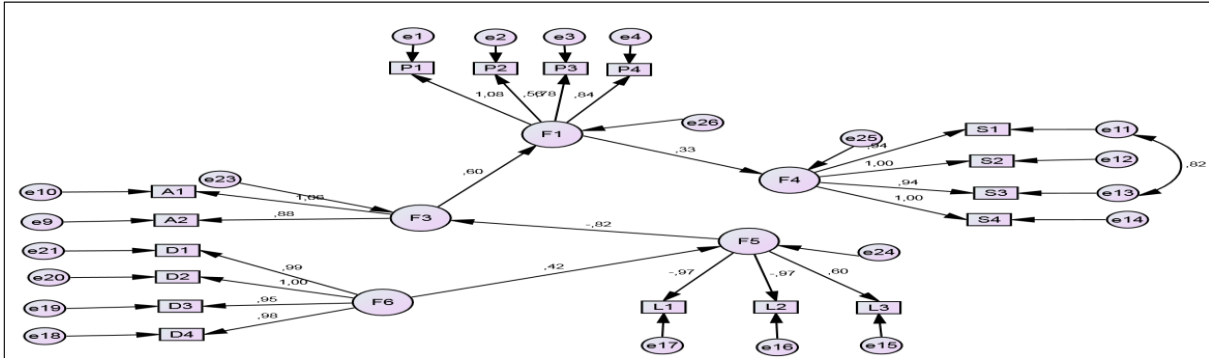 e1 e2 e3 e4
P1 P2 P3 P4
1,08 ,78 ,84
F1 e26
,33
e25 ,94 S1 e11
F4 1,00 S2 e12 ,82
,94 S3 e13
1,00 S4 e14
,60
e10 A1 e23
F3
e9 A2 ,88
-,82
F5 e24
e21 D1 ,99
e20 D2 1,00
,42
e19 D3 ,95 F6
e18 D4 ,98
-,97 -,97 ,60
L1 L2 L3
e17 e16 e15